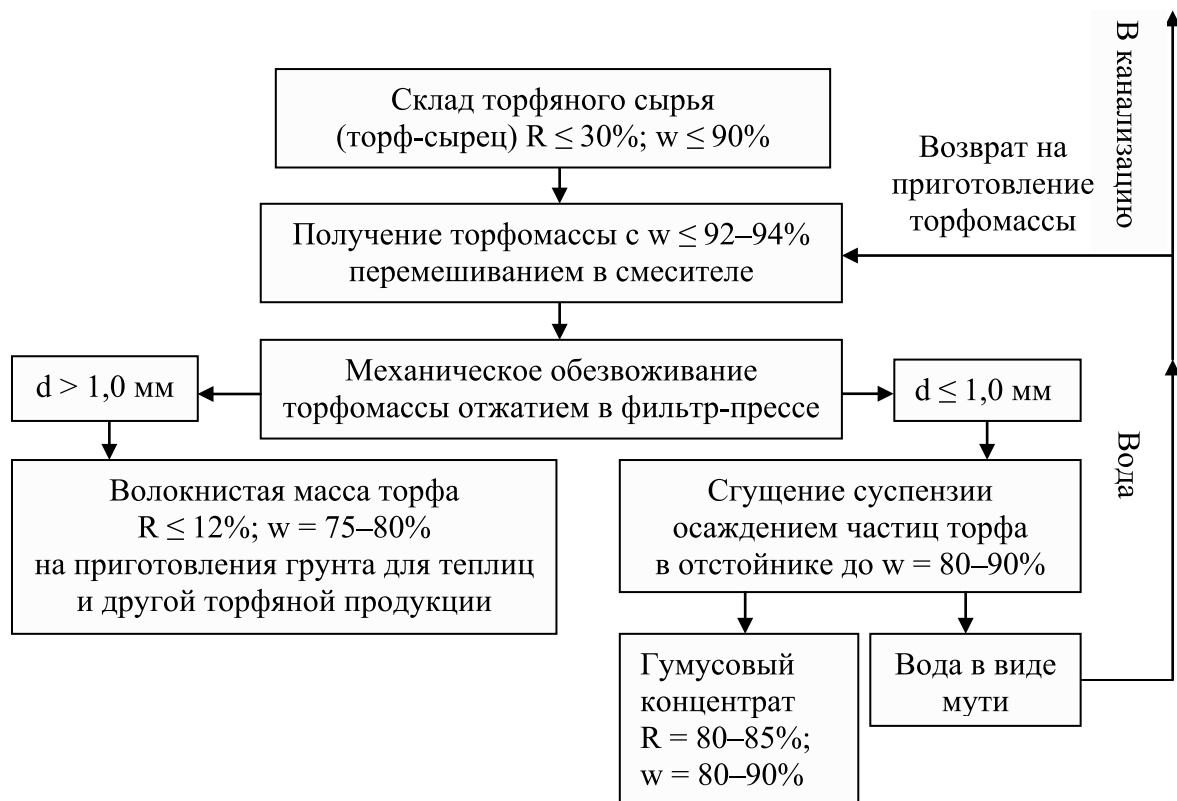 В канализацию
Склад торфяного сырья
(торф-сырец) R ≤ 30%; w ≤ 90%
Возврат на
приготовление
торфомассы
Получение торфомассы с w ≤ 92–94%
перемешиванием в смесителе
d > 1,0 мм
Механическое обезвоживание
торфомассы отжатием в фильтр-прессе
d ≤ 1,0 мм
Вода
Волокнистая масса торфа
R ≤ 12%; w = 75–80%
на приготовления грунта для теплиц
и другой торфяной продукции
Сгущение суспензии
осаждением частиц торфа
в отстойнике до w = 80–90%
Гумусовый
концентрат
R = 80–85%;
w = 80–90%
Вода в виде
мути